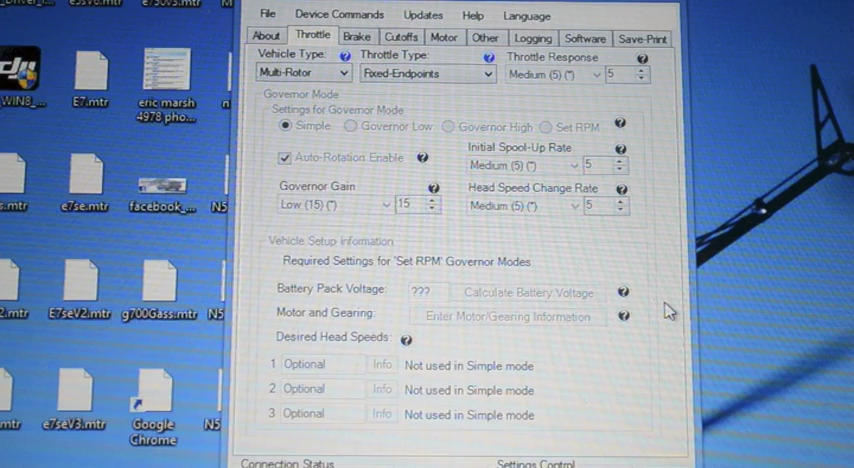 File Device Commands Updates Help Language
About Throttle Brake Cutoffs Motor Other Logging Software Save-Print
Vehicle Type: Throttle Type: Throttle Response
Multi-Rotor Fixed-Endpoints Medium (5) (*) 5
Governor Mode
Settings for Governor Mode
Simple Governor Low Governor High Set RPM
Initial Spool-Up Rate
Auto-Rotation Enable Medium (5) (*) 5
Governor Gain Head Speed Change Rate
Low (15) (*) 15 Medium (5) (*) 5
Vehicle Setup Information
Required Settings for 'Set RPM' Governor Modes
Battery Pack Voltage: ??? Calculate Battery Voltage
Motor and Gearing: Enter Motor/Gearing Information
Desired Head Speeds:
1 Optional Info Not used in Simple mode
2 Optional Info Not used in Simple mode
3 Optional Info Not used in Simple mode
Connection Status Settings Control
WIN8_... E7.mtr eric marsh
4978 pho...
s.mtr e7se.mtr facebook_... N5
2.mtr E7seV2.mtr g700Gass.mtr N5
mtr e7seV3.mtr Google
Chrome N5